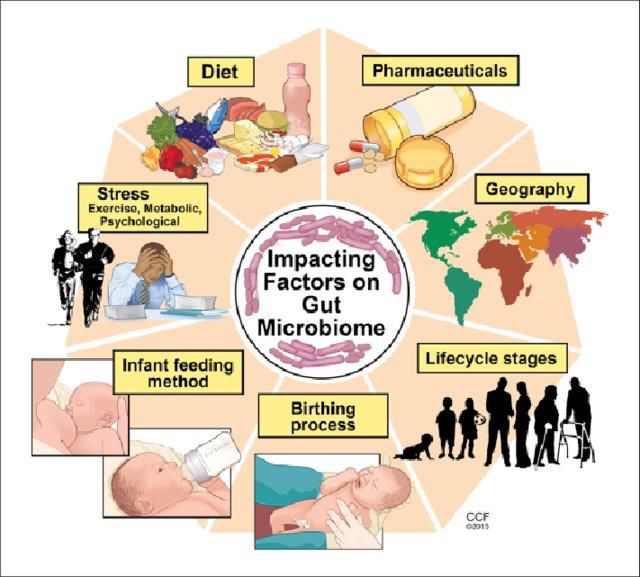 Diet
Pharmaceuticals
Stress
Exercise, Metabolic,
Psychological
Geography
Impacting
Factors on
Gut
Microbiome
Infant feeding
method
Birthing
process
Lifecycle stages
CCF
©2015